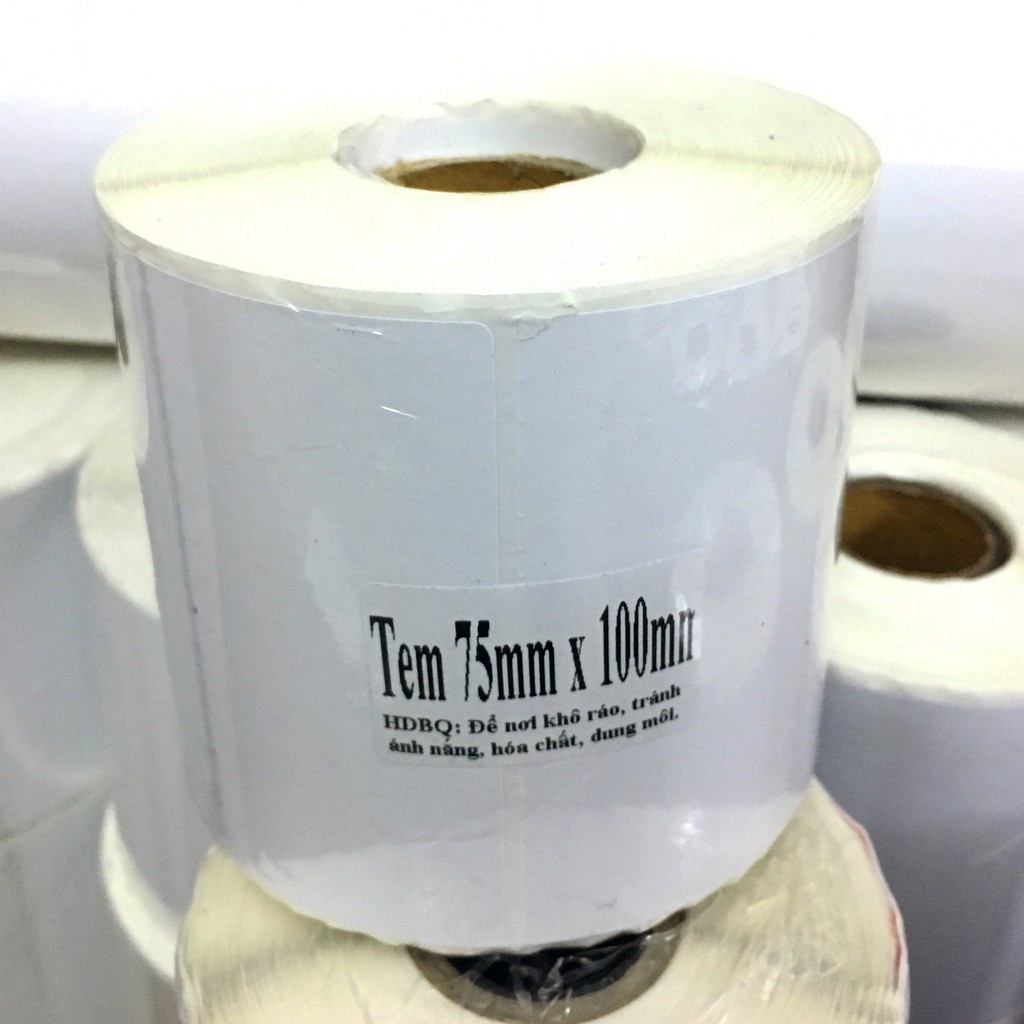 Tem 75mm x 100mm
HDBQ: Để nơi khô ráo, tránh
ánh nắng, hóa chất, dung môi.